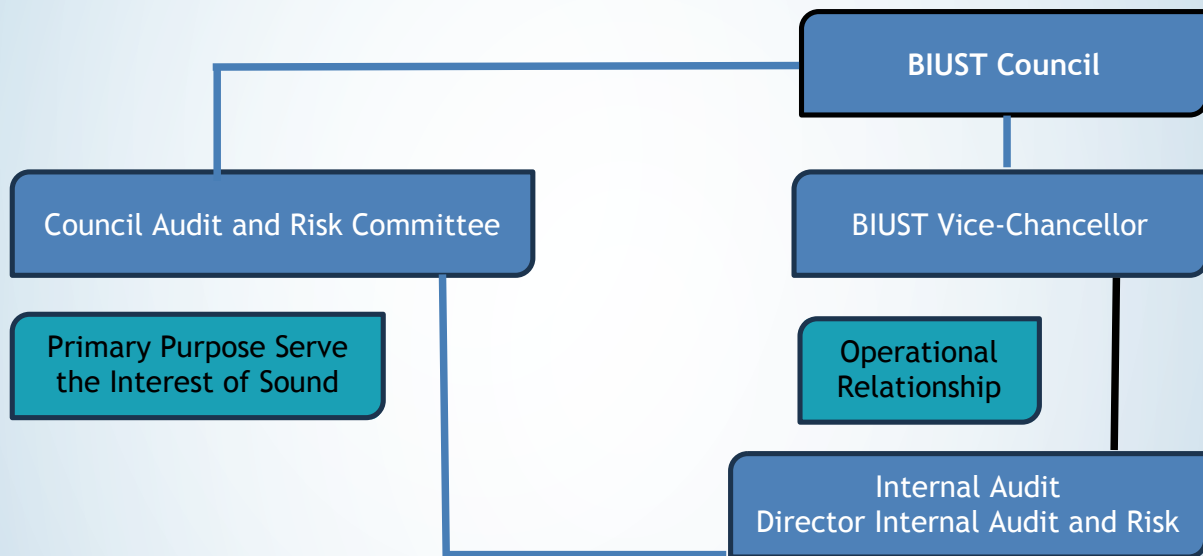 BIUST Council
Council Audit and Risk Committee
BIUST Vice-Chancellor
Primary Purpose Serve
the Interest of Sound
Operational
Relationship
Internal Audit
Director Internal Audit and Risk